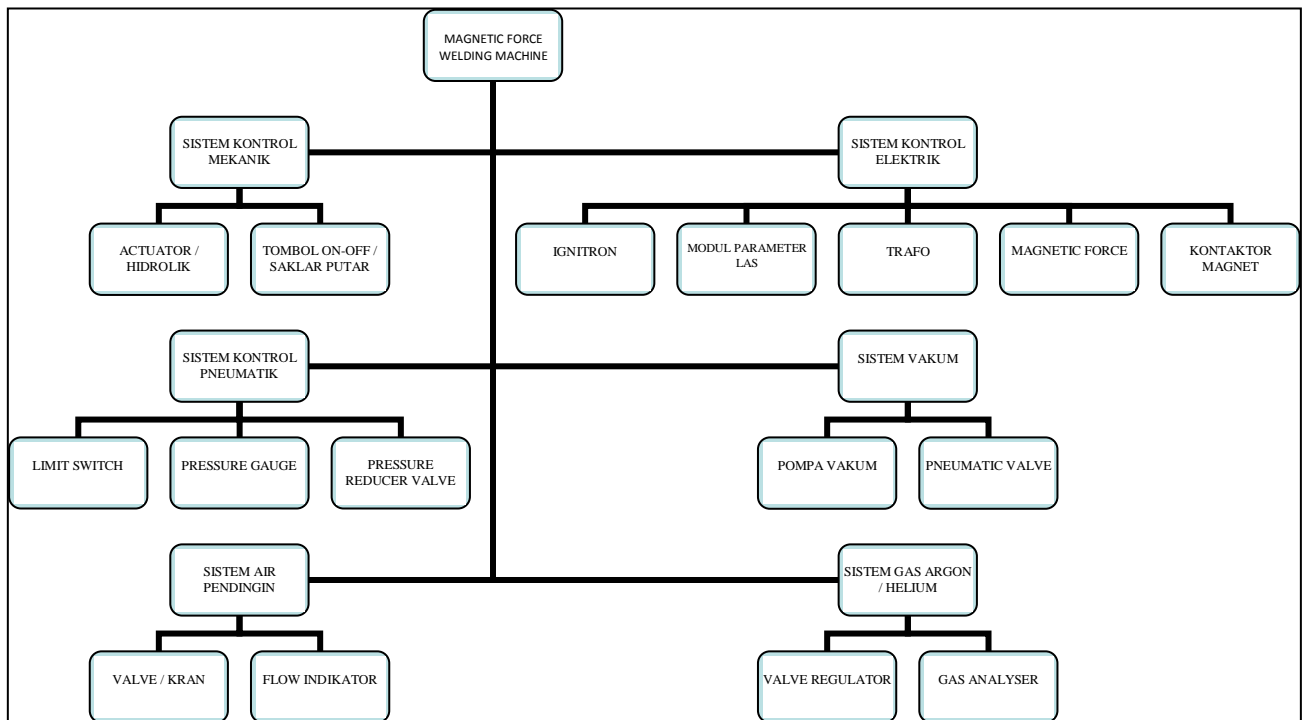 MAGNETIC FORCE
WELDING MACHINE
SISTEM KONTROL
MEKANIK
SISTEM KONTROL
ELEKTRIK
ACTUATOR /
HIDROLIK
TOMBOL ON-OFF /
SAKLAR PUTAR
IGNITRON
MODUL PARAMETER
LAS
TRAFO
MAGNETIC FORCE
KONTAKTOR
MAGNET
SISTEM KONTROL
PNEUMATIK
SISTEM VAKUM
LIMIT SWITCH
PRESSURE GAUGE
PRESSURE
REDUCER VALVE
POMPA VAKUM
PNEUMATIC VALVE
SISTEM AIR
PENDINGIN
SISTEM GAS ARGON
/ HELIUM
VALVE / KRAN
FLOW INDIKATOR
VALVE REGULATOR
GAS ANALYSER